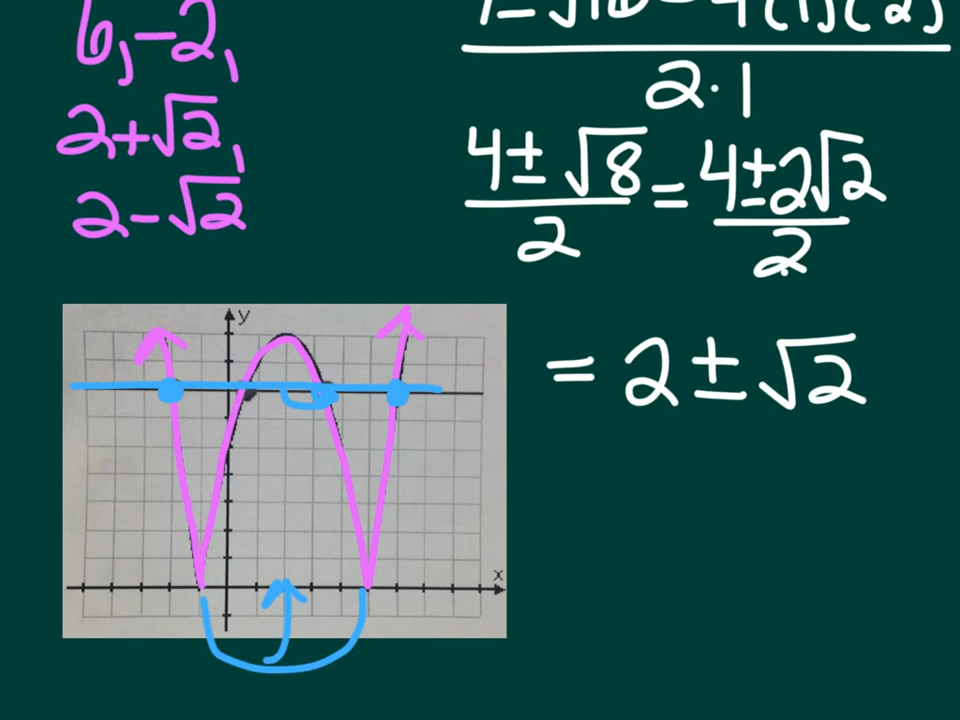 6, -2,
2+√2,
2-√2
2·1
4±√8/2 = 4±2√2/2
= 2±√2
y
x